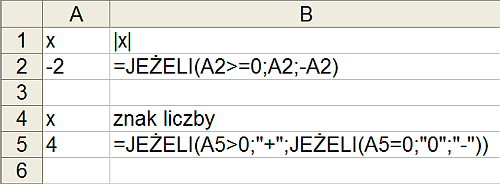 A B
1 x |x|
2 -2 =JEŻELI(A2>=0;A2;-A2)
3
4 x znak liczby
5 4 =JEŻELI(A5>0;"+";JEŻELI(A5=0;"0";"-"))
6